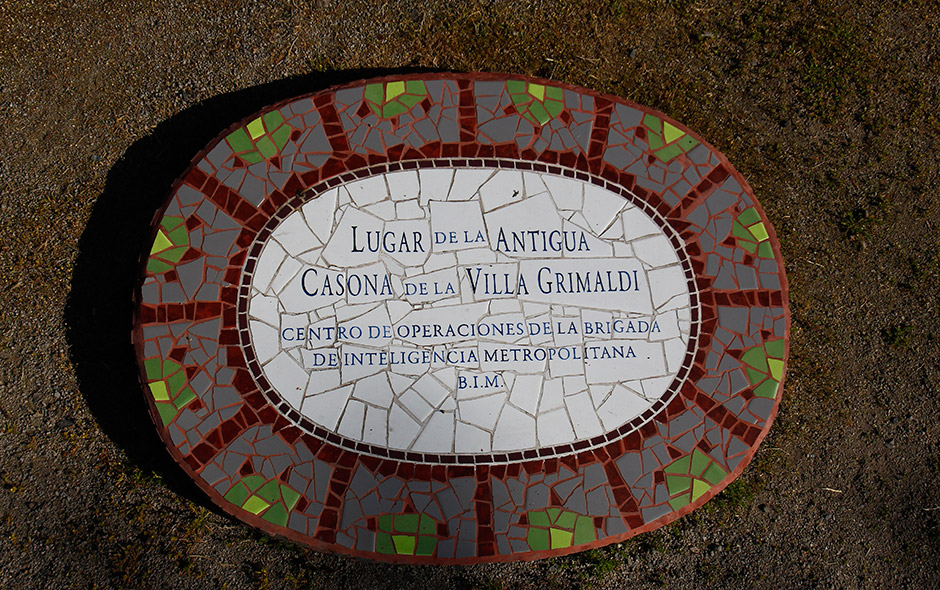 LUGAR DE LA ANTIGUA
CASONA DE LA VILLA GRIMALDI
CENTRO DE OPERACIONES DE LA BRIGADA
DE INTELIGENCIA METROPOLITANA
B.I.M.